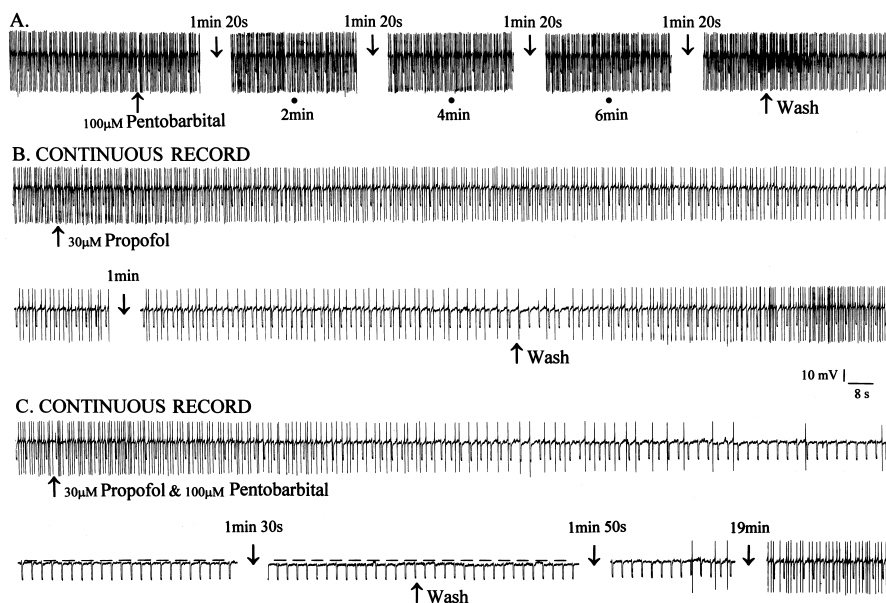 A.
1min 20s
1min 20s
1min 20s
1min 20s
100μM Pentobarbital
2min
4min
6min
Wash
B. CONTINUOUS RECORD
30μM Propofol
1min
Wash
10 mV
8 s
C. CONTINUOUS RECORD
30μM Propofol & 100μM Pentobarbital
1min 30s
1min 50s
19min
Wash